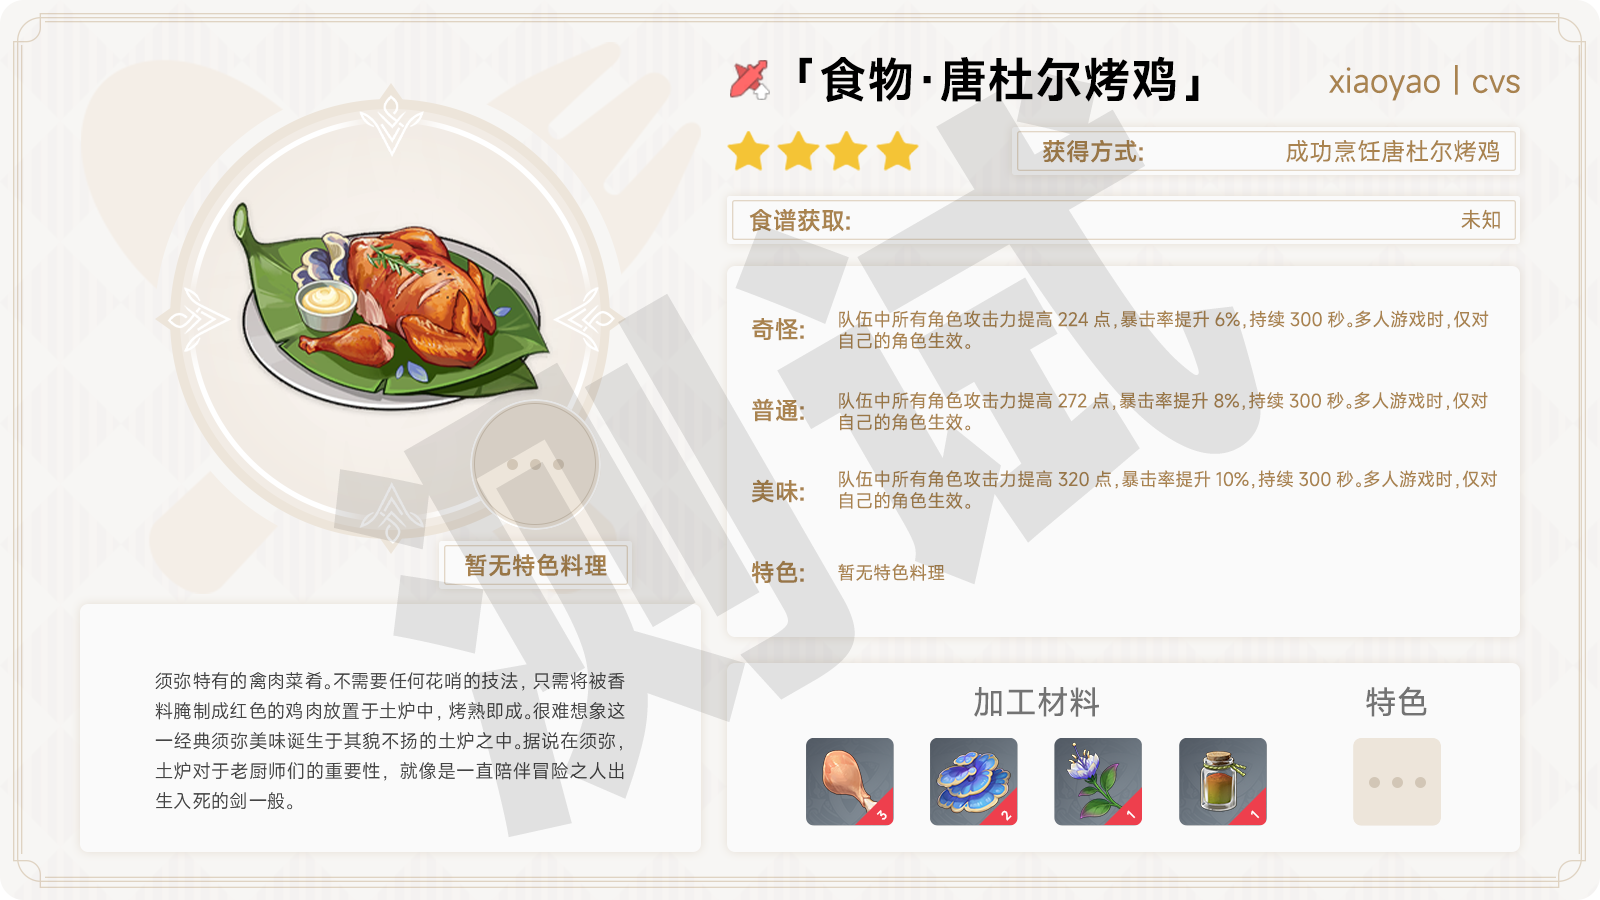 「食物·唐杜尔烤鸡」
xiaoyao | cvs
获得方式:
成功烹饪唐杜尔烤鸡
食谱获取:
未知
奇怪:
队伍中所有角色攻击力提高 224 点,暴击率提升 6%,持续 300 秒。多人游戏时,仅对
自己的角色生效。
普通:
队伍中所有角色攻击力提高 272 点,暴击率提升 8%,持续 300 秒。多人游戏时,仅对
自己的角色生效。
美味:
队伍中所有角色攻击力提高 320 点,暴击率提升 10%,持续 300 秒。多人游戏时,仅对
自己的角色生效。
特色:
暂无特色料理
暂无特色料理
须弥特有的禽肉菜肴。不需要任何花哨的技法, 只需将被香
料腌制成红色的鸡肉放置于土炉中, 烤熟即成。很难想象这
一经典须弥美味诞生于其貌不扬的土炉之中。据说在须弥,
土炉对于老厨师们的重要性, 就像是一直陪伴冒险之人出
生入死的剑一般。
加工材料
特色
3
2
1
1
测试